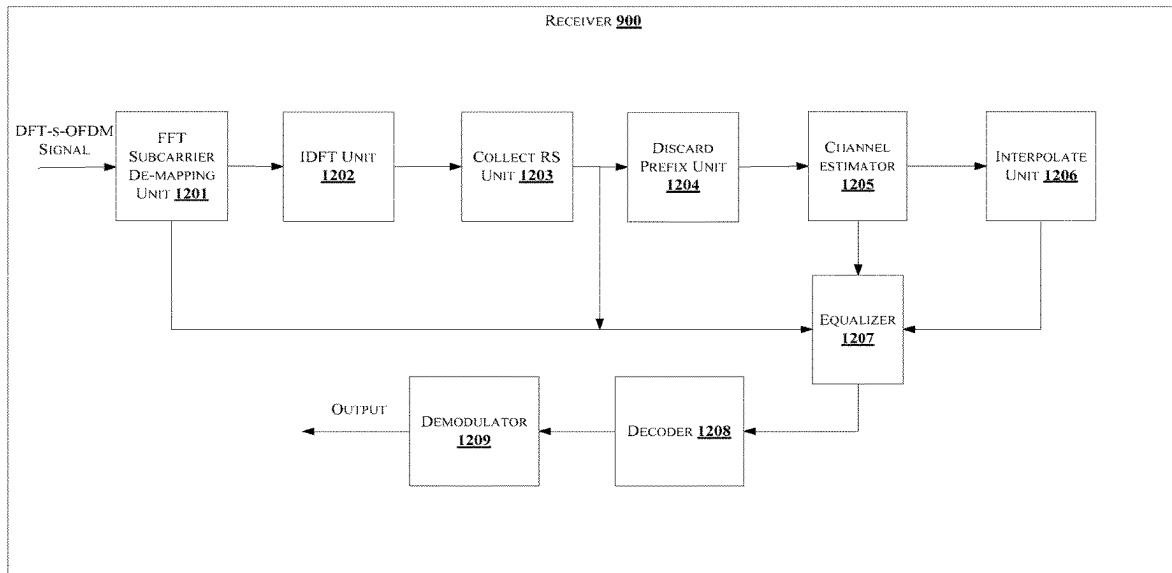 RECEIVER 900
DFT-S-OFDM
SIGNAL
FFT
SUBCARRIER
DE-MAPPING
UNIT 1201
IDFT UNIT
1202
COLLECT RS
UNIT 1203
DISCARD
PREFIX UNIT
1204
CHANNEL
ESTIMATOR
1205
INTERPOLATE
UNIT 1206
EQUALIZER
1207
OUTPUT
DEMODULATOR
1209
DECODER 1208